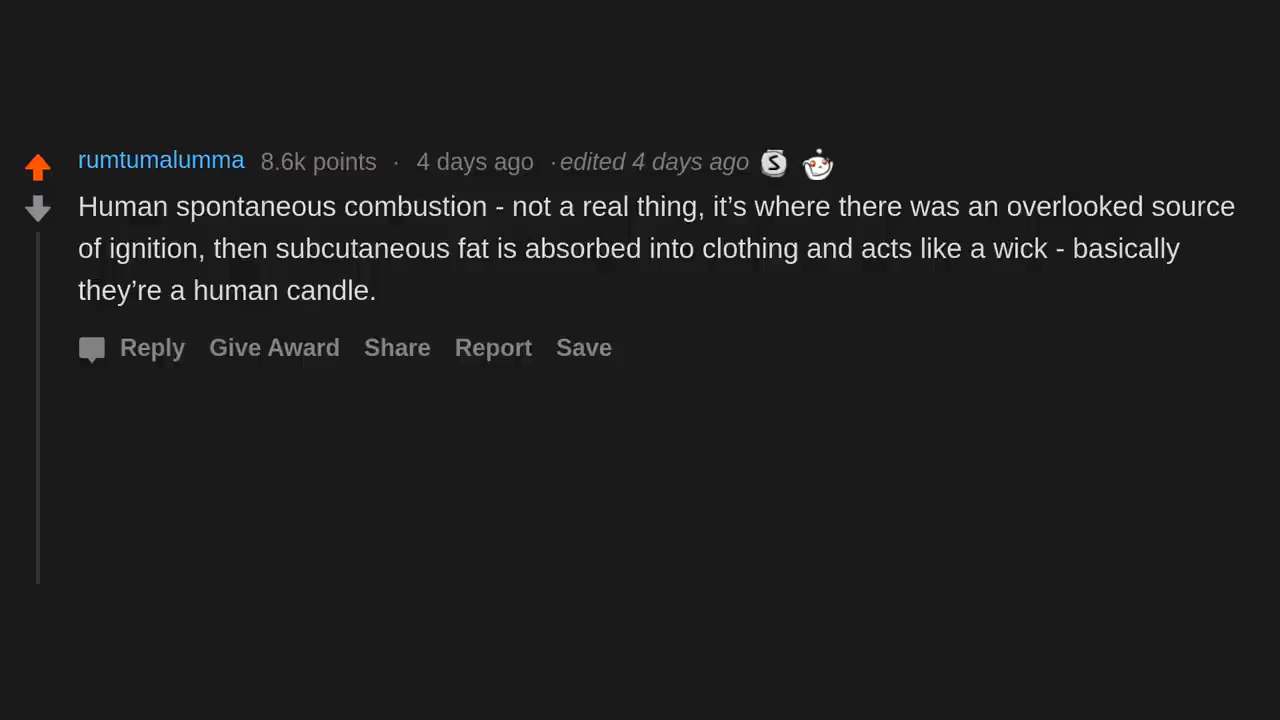 rumtumalumma 8.6k points · 4 days ago · edited 4 days ago S
Human spontaneous combustion - not a real thing, it’s where there was an overlooked source
of ignition, then subcutaneous fat is absorbed into clothing and acts like a wick - basically
they’re a human candle.
Reply Give Award Share Report Save